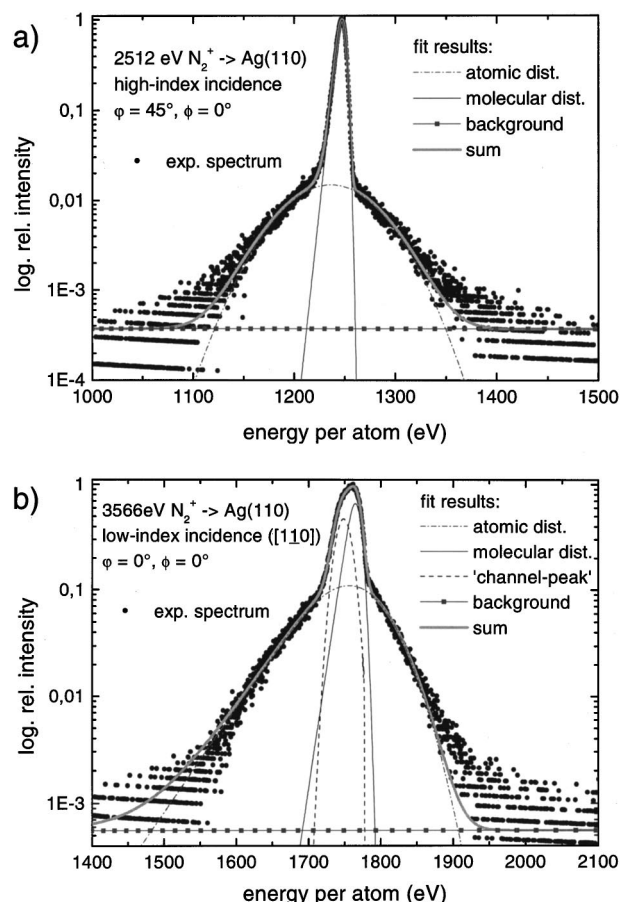 a)
2512 eV N2+ -> Ag(110)
high-index incidence
φ = 45°, ϕ = 0°
exp. spectrum
fit results:
atomic dist.
molecular dist.
background
sum
log. rel. intensity
1
0,1
0,01
1E-3
1E-4
1000 1100 1200 1300 1400 1500
energy per atom (eV)
b)
3566eV N2+ -> Ag(110)
low-index incidence ([110])
φ = 0°, ϕ = 0°
exp. spectrum
fit results:
atomic dist.
molecular dist.
'channel-peak'
background
sum
log. rel. intensity
1
0,1
0,01
1E-3
1400 1500 1600 1700 1800 1900 2000 2100
energy per atom (eV)